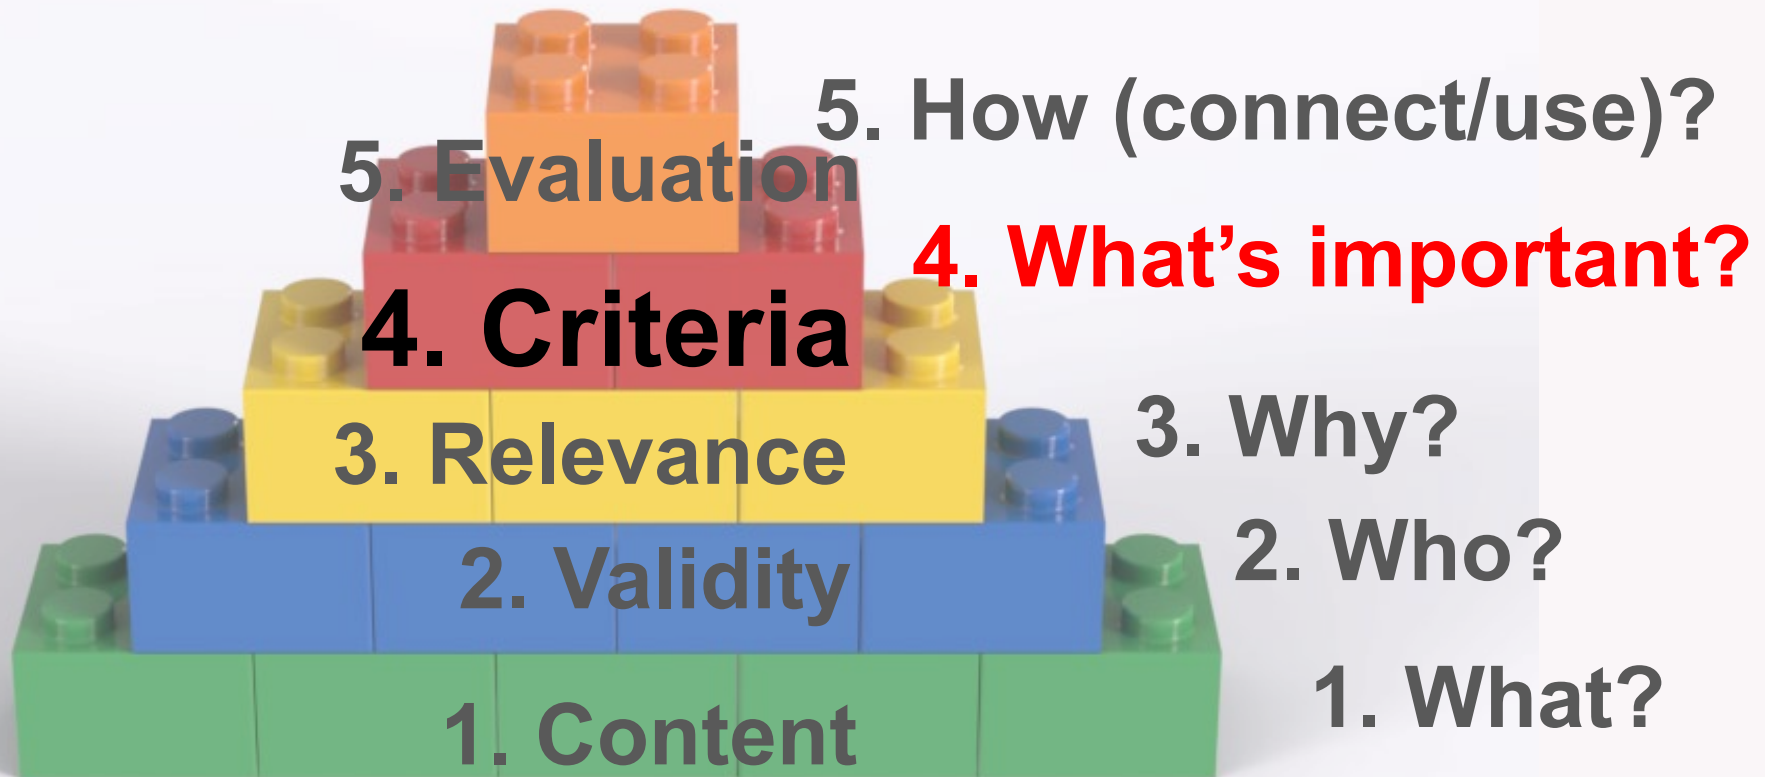 5. How (connect/use)?
5. Evaluation
4. What’s important?
4. Criteria
3. Why?
3. Relevance
2. Who?
2. Validity
1. What?
1. Content